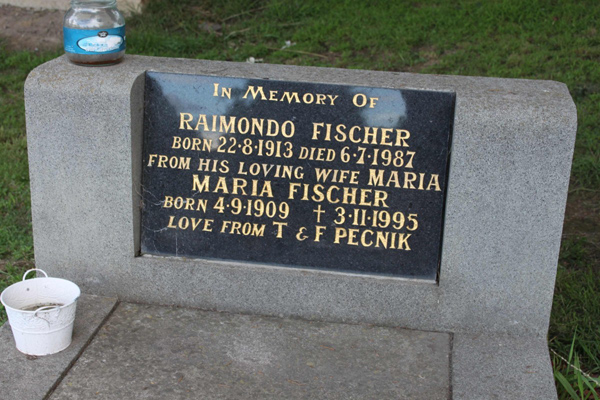 IN MEMORY OF
RAIMONDO FISCHER
BORN 22·8·1913 DIED 6·7·1987
FROM HIS LOVING WIFE MARIA
MARIA FISCHER
BORN 4·9·1909 † 3·11·1995
LOVE FROM T & F PECNIK